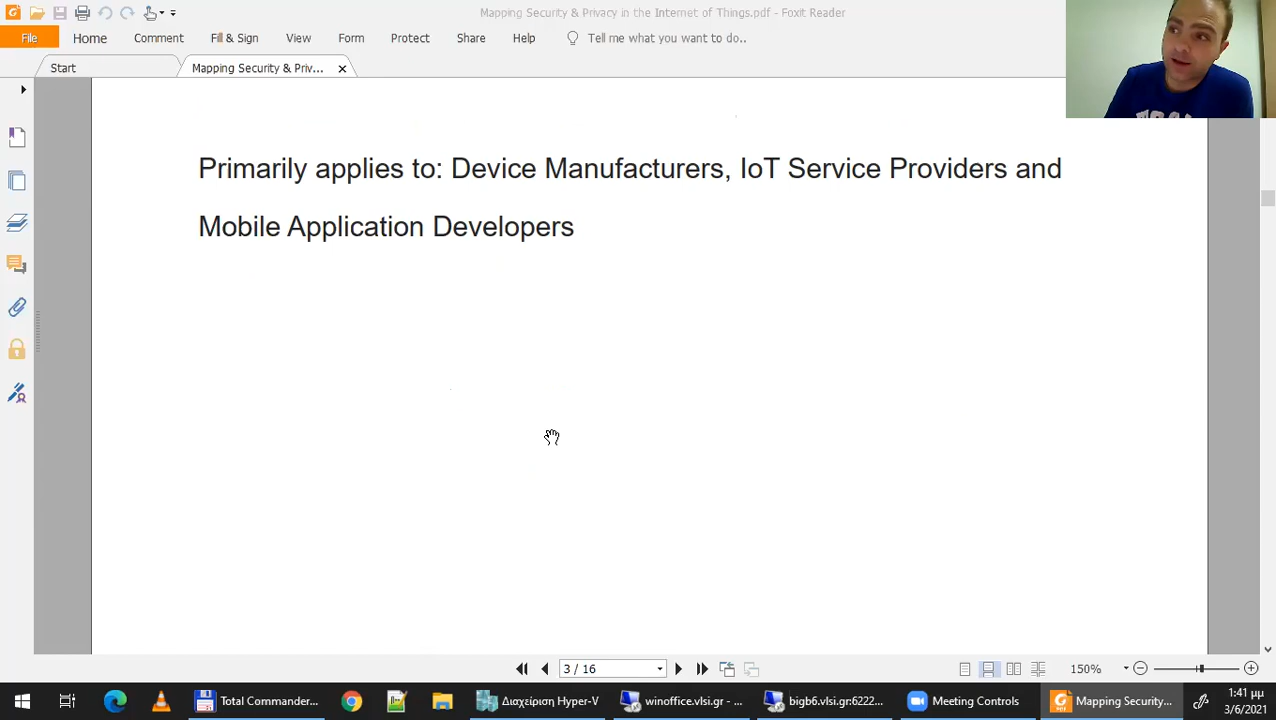 Mapping Security & Privacy in the Internet of Things.pdf - Foxit Reader
File Home Comment Fill & Sign View Form Protect Share Help Tell me what you want to do..
Start Mapping Security & Priv...
Primarily applies to: Device Manufacturers, IoT Service Providers and
Mobile Application Developers
3 / 16
150%
Total Commander... Διαχείριση Hyper-V winoffice.vlsi.gr - ... bigb6.vlsi.gr:6222... Meeting Controls Mapping Security...
1:41 μμ
3/6/2021